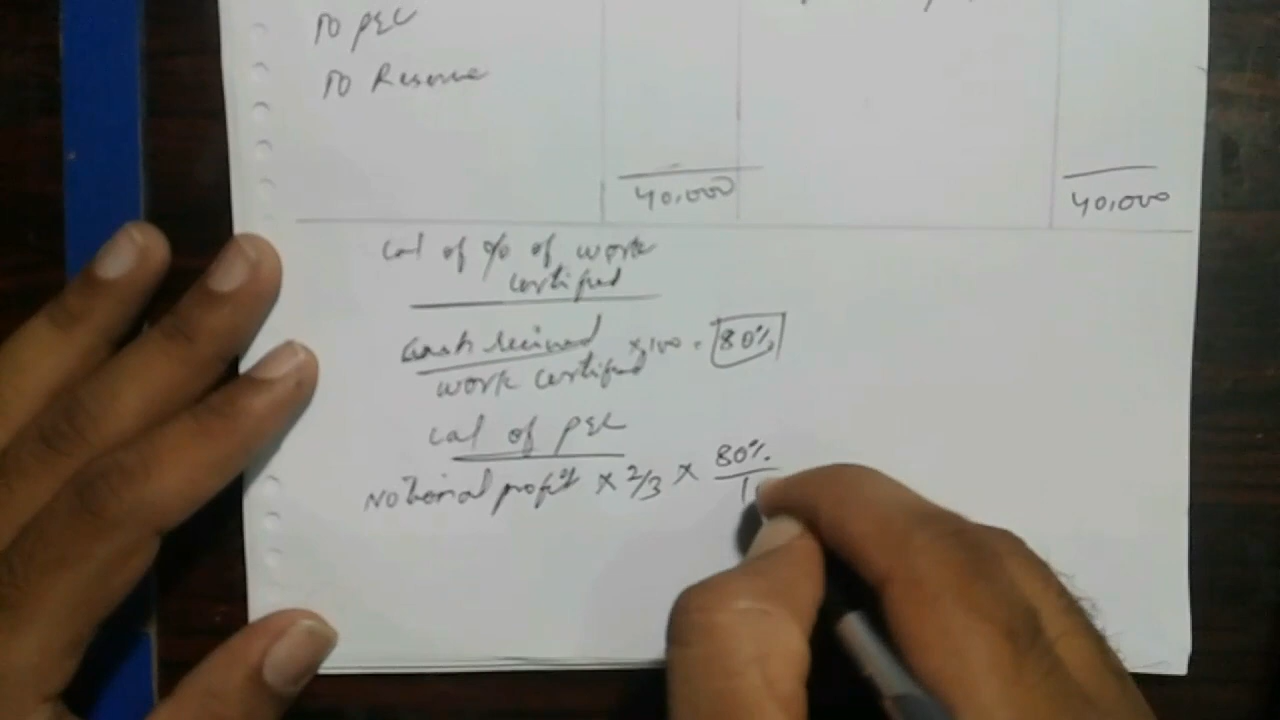 To P&L
To Reserve
40,000 40,000
Cal of % of work
certified
Cash received × 100 = 80%
work certified
Cal of P&L
Notional profit × 2/3 × 80%